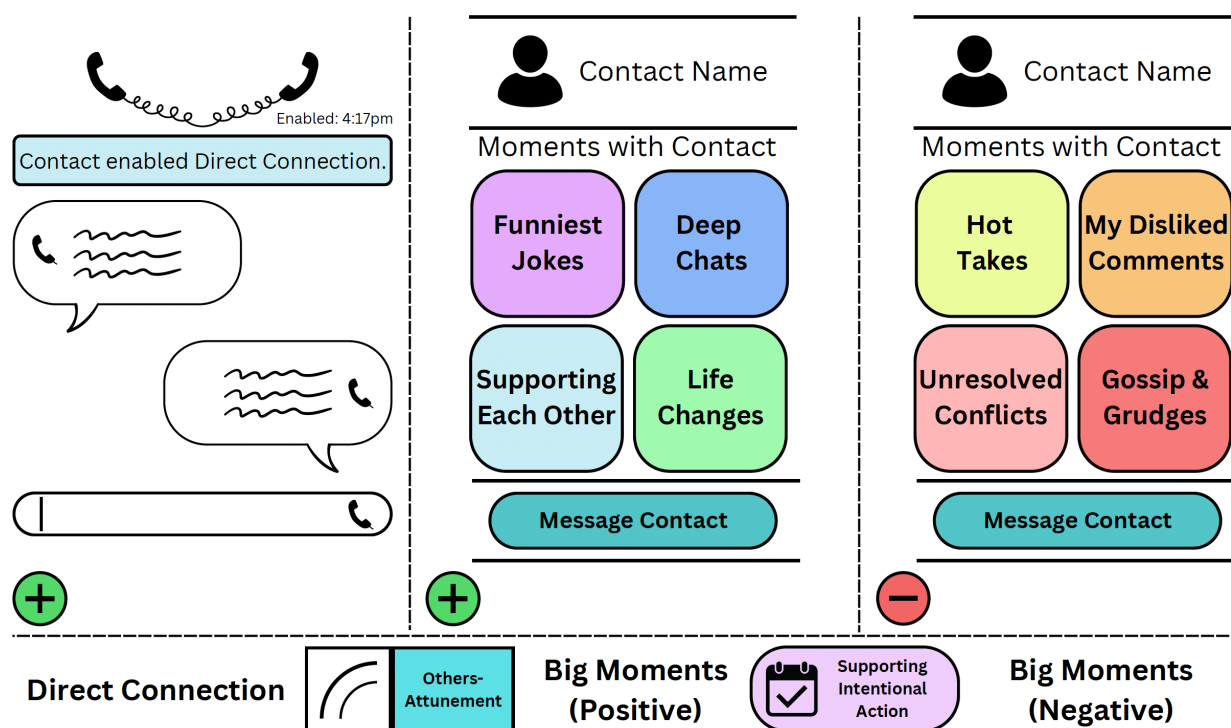 Enabled: 4:17pm
Contact enabled Direct Connection.
Contact Name
Moments with Contact
Funniest
Jokes
Deep
Chats
Supporting
Each Other
Life
Changes
Message Contact
Contact Name
Moments with Contact
Hot
Takes
My Disliked
Comments
Unresolved
Conflicts
Gossip &
Grudges
Message Contact
Direct Connection
Others-
Attunement
Big Moments
(Positive)
Supporting
Intentional
Action
Big Moments
(Negative)